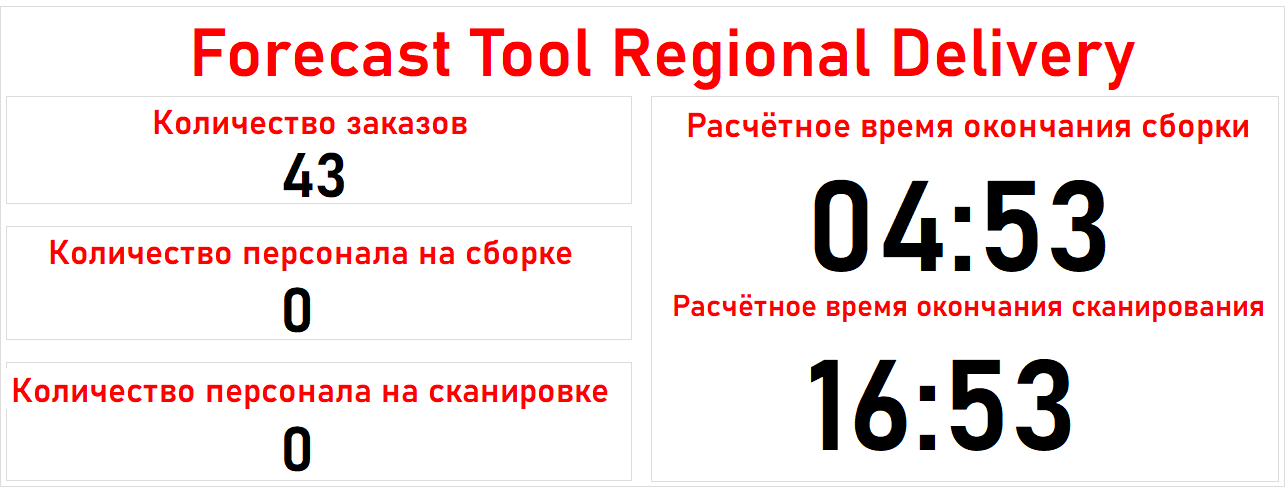 Forecast Tool Regional Delivery
Количество заказов
43
Количество персонала на сборке
0
Количество персонала на сканировке
0
Расчётное время окончания сборки
04:53
Расчётное время окончания сканирования
16:53